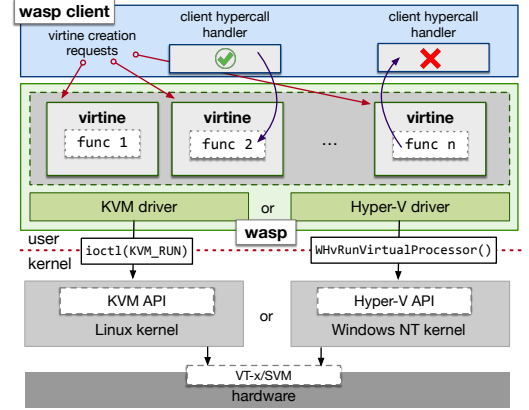 wasp client
virtine creation
requests
client hypercall
handler
client hypercall
handler
virtine
func 1
virtine
func 2
...
virtine
func n
KVM driver
or
Hyper-V driver
wasp
user
kernel
ioctl(KVM_RUN)
WHvRunVirtualProcessor()
KVM API
Linux kernel
or
Hyper-V API
Windows NT kernel
VT-x/SVM
hardware